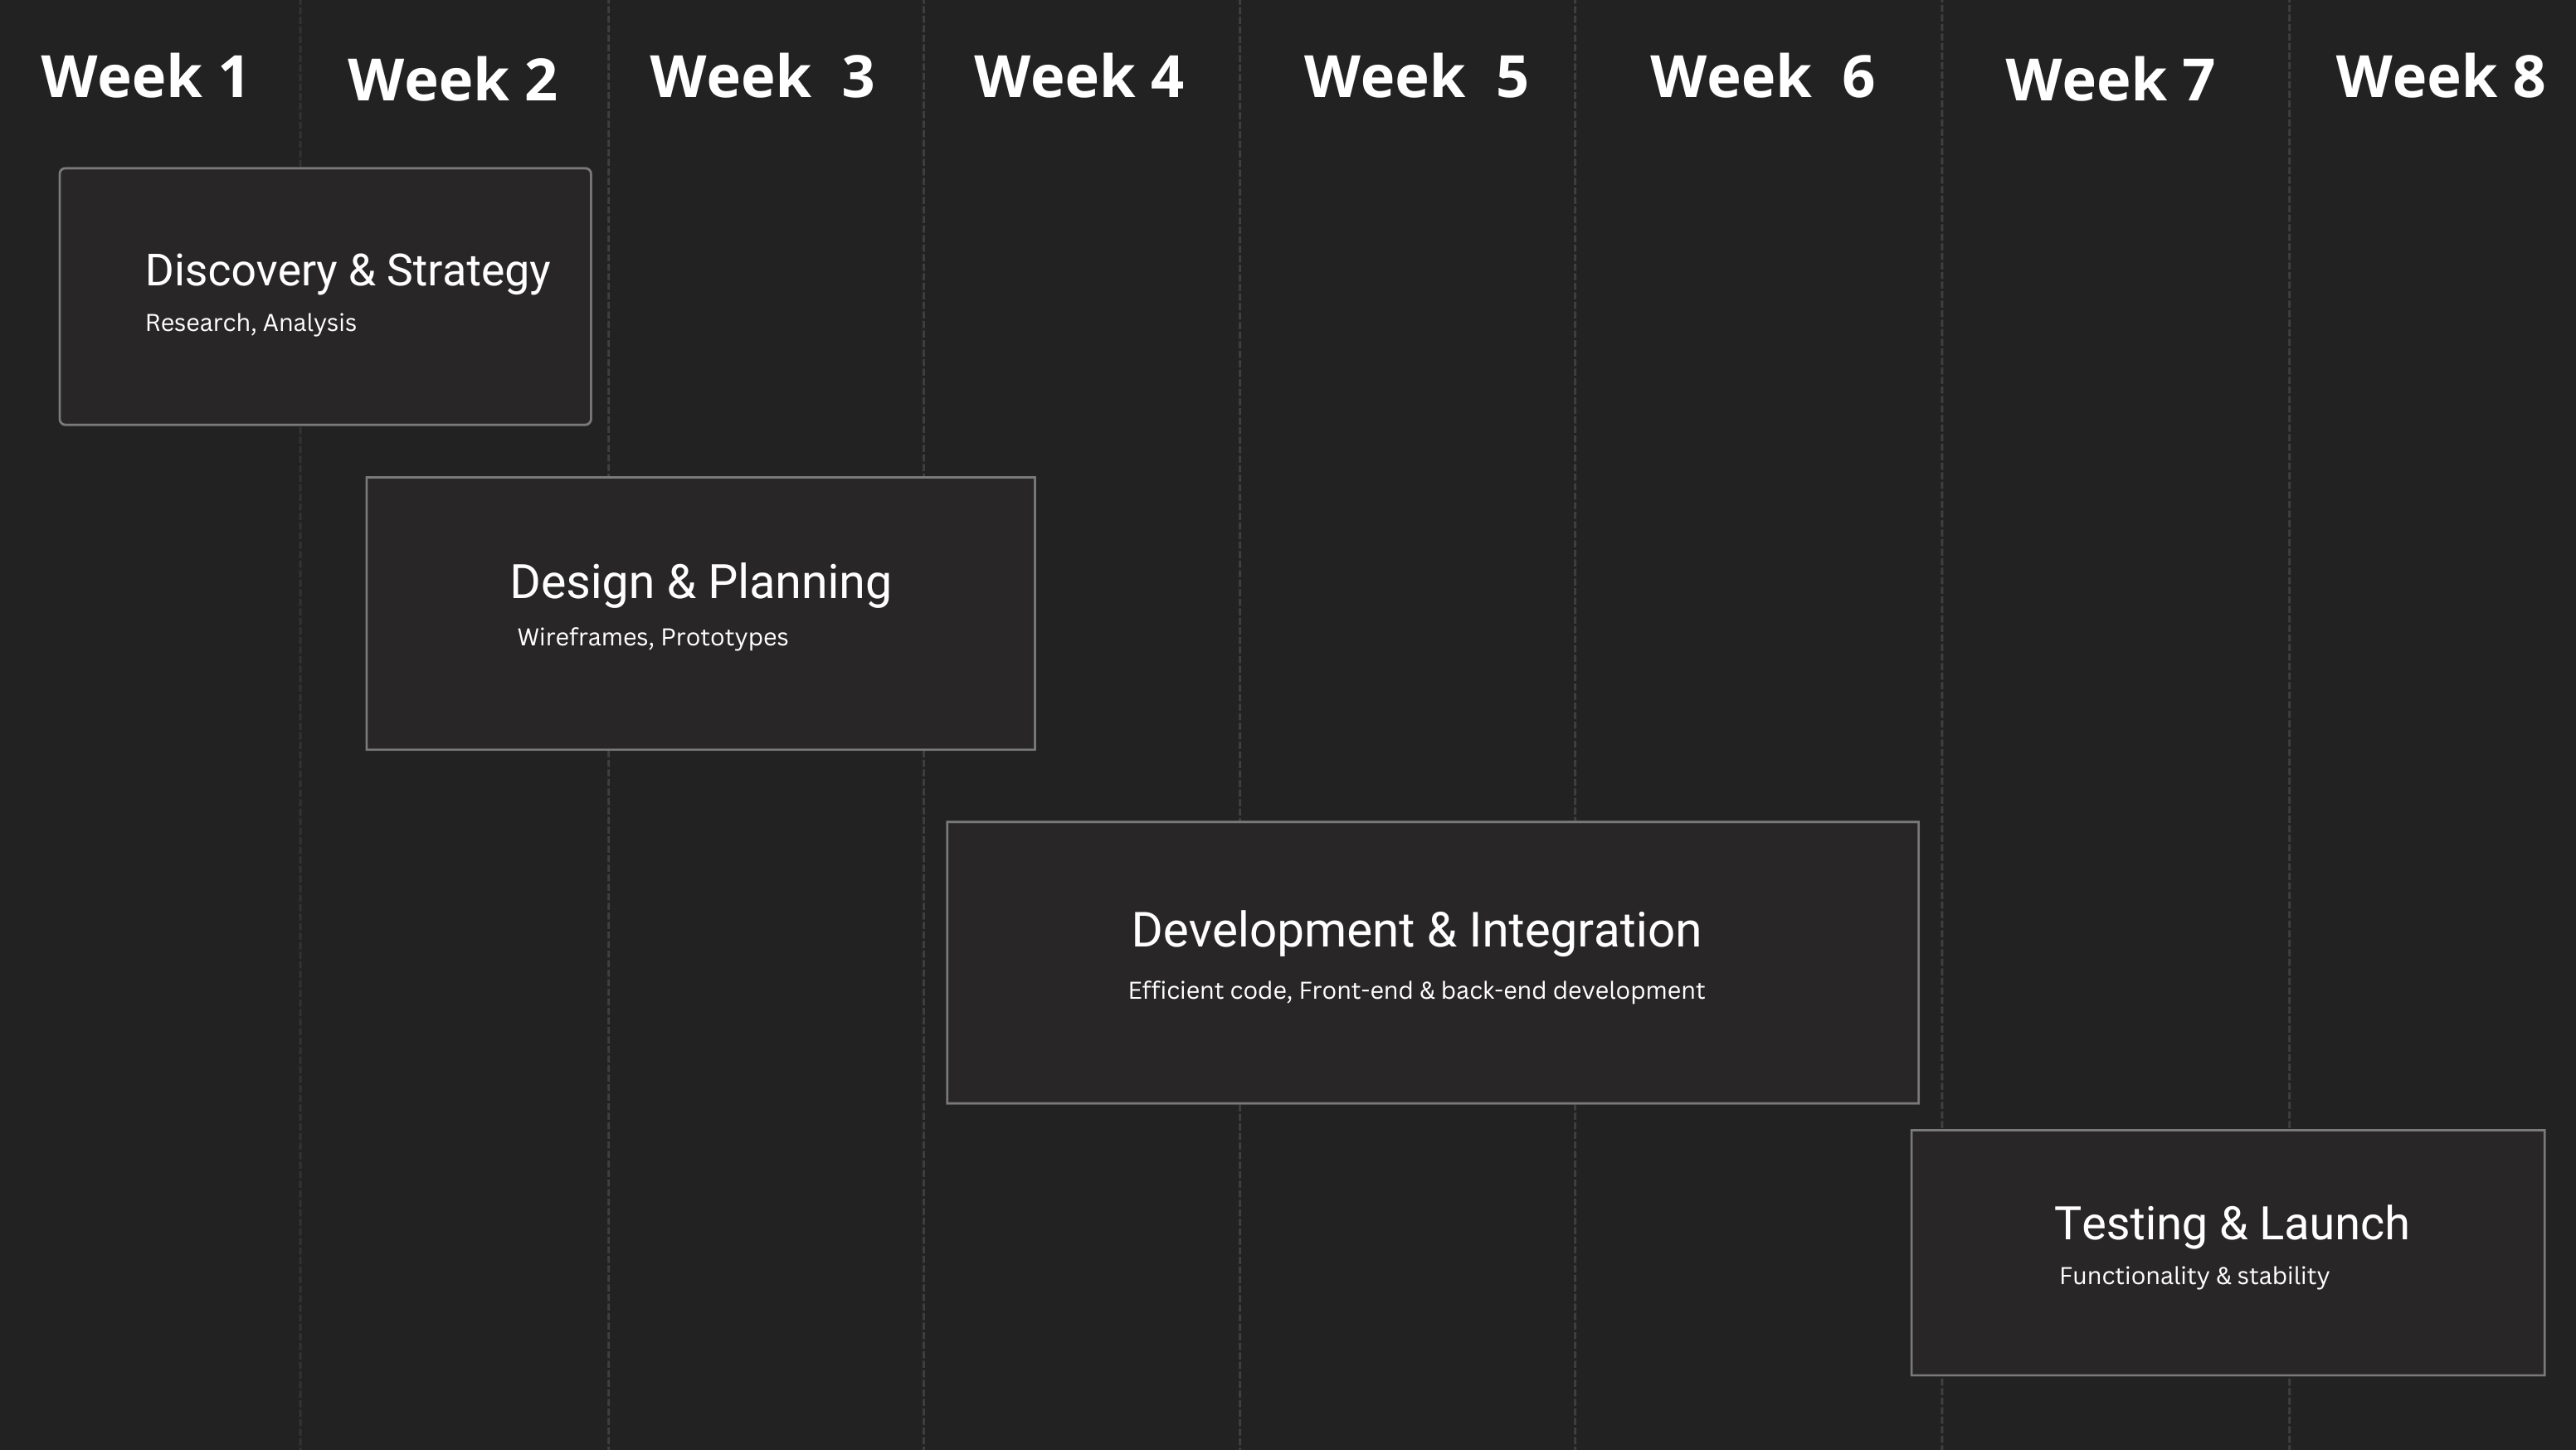 Week 1
Week 2
Week  3
Week 4
Week  5
Week  6
Week 7
Week 8
Discovery & Strategy
Research, Analysis
Design & Planning
Wireframes, Prototypes
Development & Integration
Efficient code, Front-end & back-end development
Testing & Launch
Functionality & stability